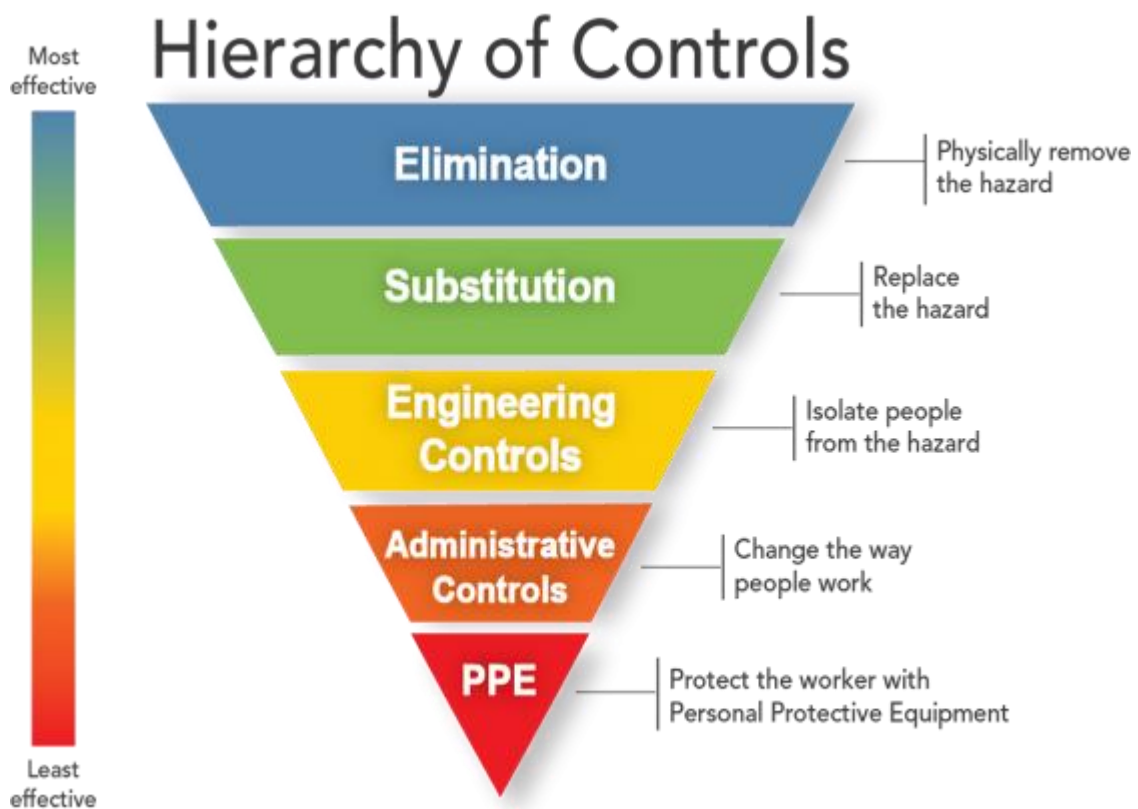 Hierarchy of Controls
Most
effective
Elimination
Physically remove
the hazard
Substitution
Replace
the hazard
Engineering
Controls
Isolate people
from the hazard
Administrative
Controls
Change the way
people work
PPE
Protect the worker with
Personal Protective Equipment
Least
effective